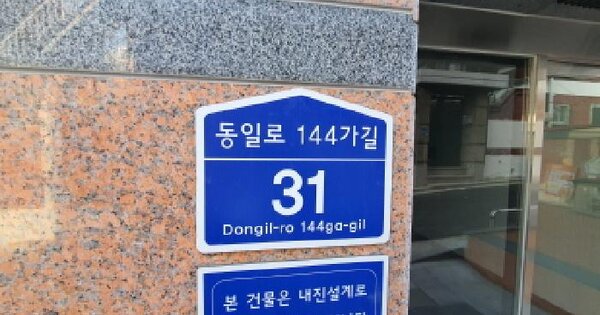 동일로 144가길
31
Dongil-ro 144ga-gil
본 건물은 내진설계로